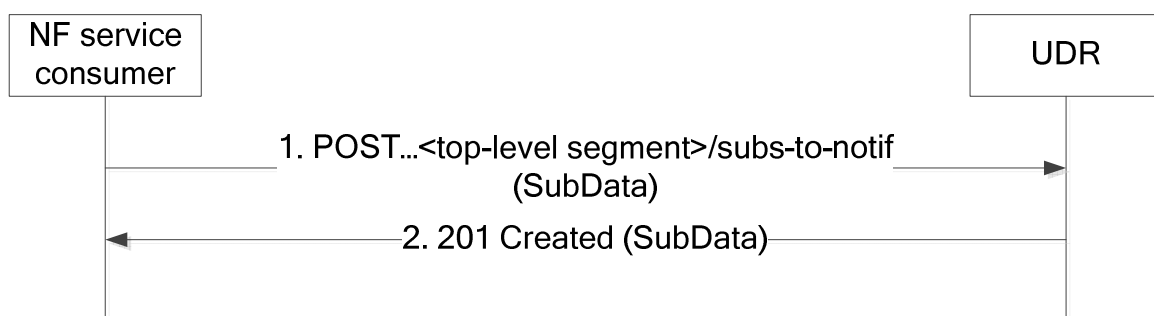 NF service
consumer
UDR
1. POST...<top-level segment>/subs-to-notif
(SubData)
2. 201 Created (SubData)